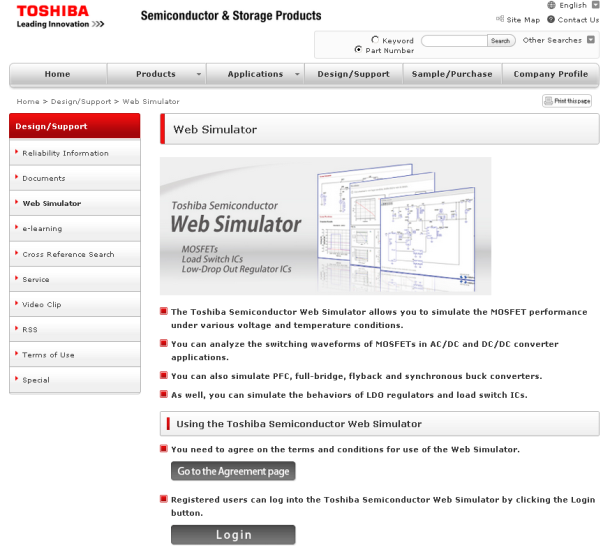 TOSHIBA
Leading Innovation >>>
Semiconductor & Storage Products
English
Site Map
Contact Us
Keyword
Part Number
Search
Other Searches
Home
Products
Applications
Design/Support
Sample/Purchase
Company Profile
Home > Design/Support > Web Simulator
Print this page
Design/Support
Reliability Information
Documents
Web Simulator
e-learning
Cross Reference Search
Service
Video Clip
RSS
Terms of Use
Special
Web Simulator
Toshiba Semiconductor
Web Simulator
MOSFETs
Load Switch ICs
Low-Drop Out Regulator ICs
The Toshiba Semiconductor Web Simulator allows you to simulate the MOSFET performance
under various voltage and temperature conditions.
You can analyze the switching waveforms of MOSFETs in AC/DC and DC/DC converter
applications.
You can also simulate PFC, full-bridge, flyback and synchronous buck converters.
As well, you can simulate the behaviors of LDO regulators and load switch ICs.
Using the Toshiba Semiconductor Web Simulator
You need to agree on the terms and conditions for use of the Web Simulator.
Go to the Agreement page
Registered users can log into the Toshiba Semiconductor Web Simulator by clicking the Login
button.
Login